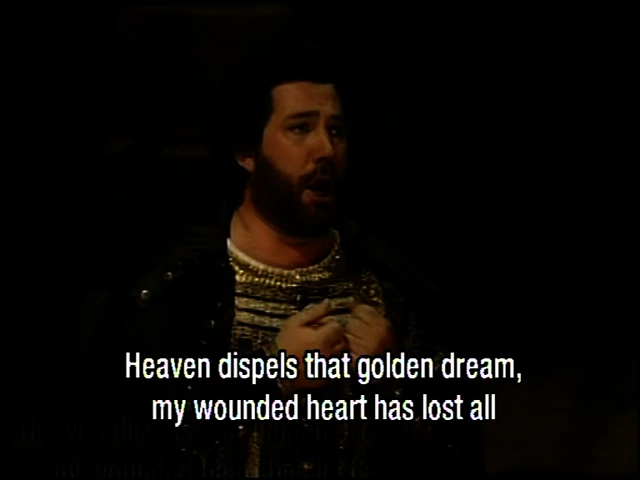 Heaven dispels that golden dream,
my wounded heart has lost all